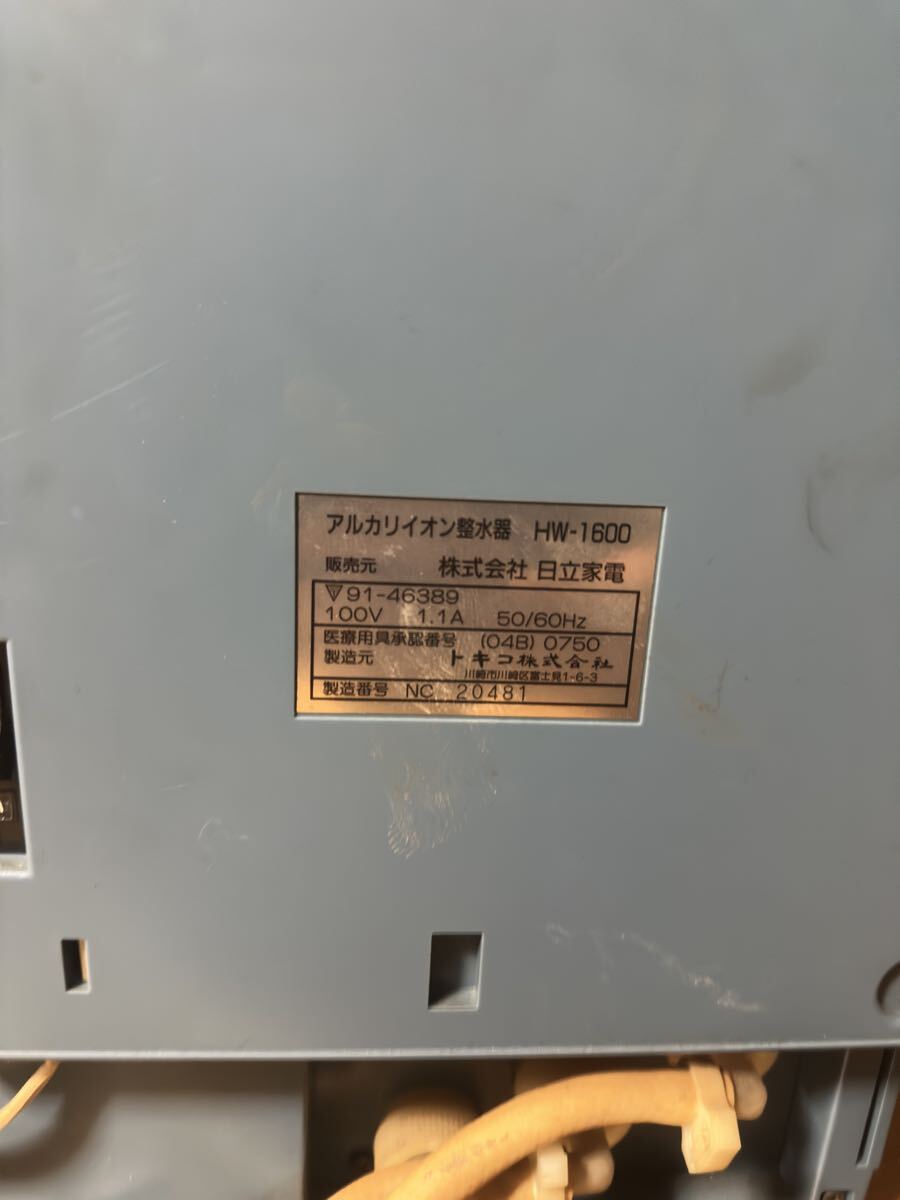 アルカリイオン整水器 HW-1600
販売元 株式会社 日立家電
91-46389
100V 1.1A 50/60Hz
医療用具承認番号 (04B) 0750
製造元 トキコ株式会社
川崎市川崎区富士見1-6-3
製造番号 NC 20481